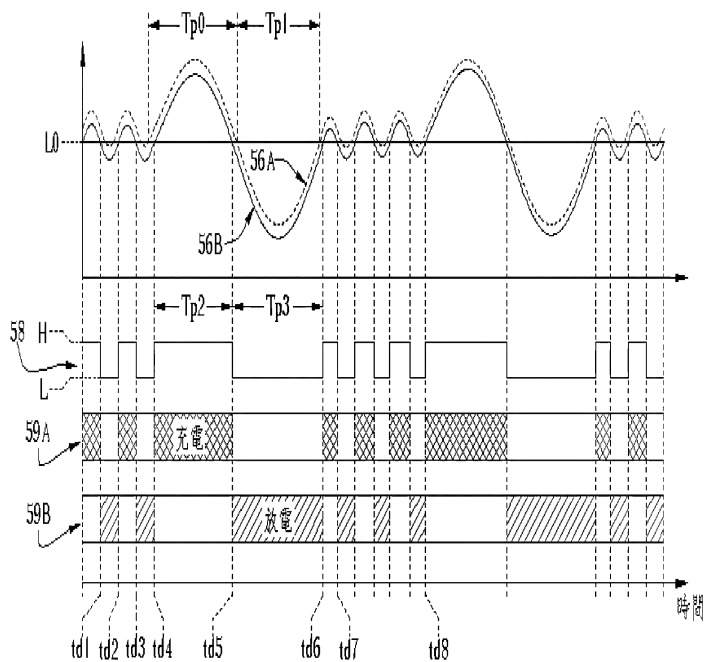 Tp0 Tp1
L0
56A
56B
Tp2 Tp3
58 H
L
59A
充電
59B
放電
時間
td1 td2 td3 td4 td5 td6 td7 td8